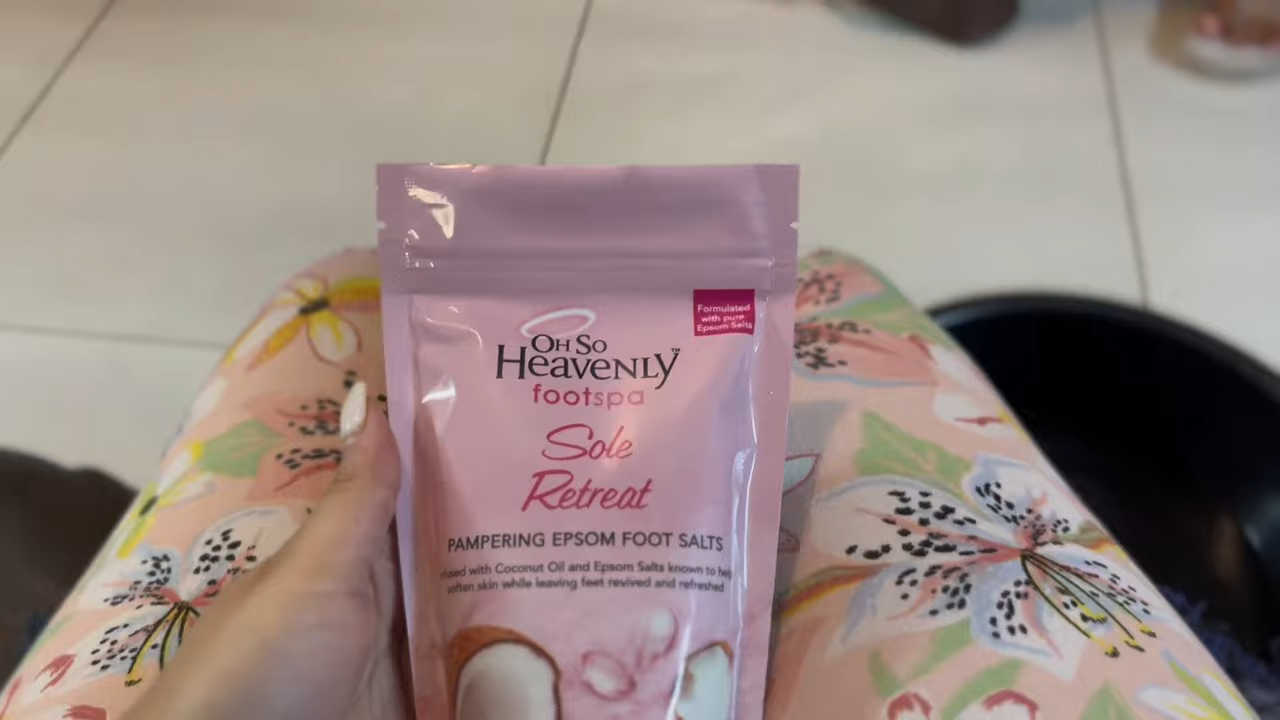 Formulated
with pure
Epsom Salts
OH SO
HEAVENLY™
footspa
Sole
Retreat
PAMPERING EPSOM FOOT SALTS
with Coconut Oil and Epsom Salts known to
soften skin while leaving feet revived and refreshed